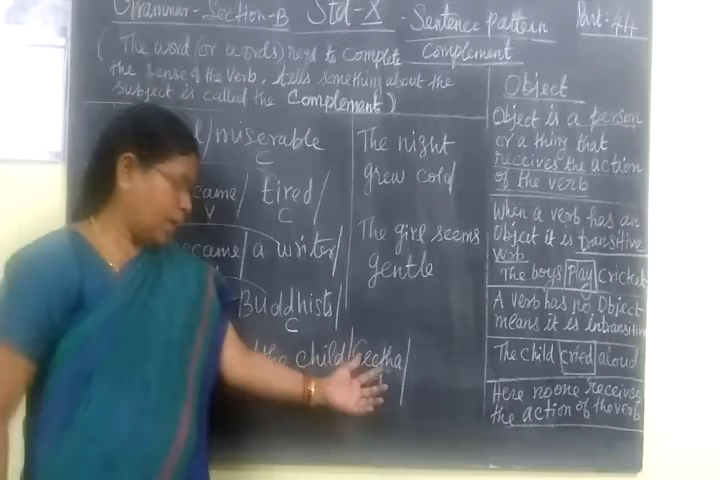 Grammar - Section-B Std-X - Sentence pattern Part: 44
Complement
( The word (or words) need to complete
the sense of the verb, tells something about the
subject is called the Complement )
/miserable
C
came/ tired/
V C
became/ a writer/
Buddhists/
C
the child/ Geetha/
The night
grew cold
The girl seems
gentle
Object
Object is a person
or a thing that
receives the action
of the verb
When a verb has an
Object it is transitive
verb
The boys play cricket
A verb has no Object
means it is intransitive
The child cried aloud
Here no one receives
the action of the verb